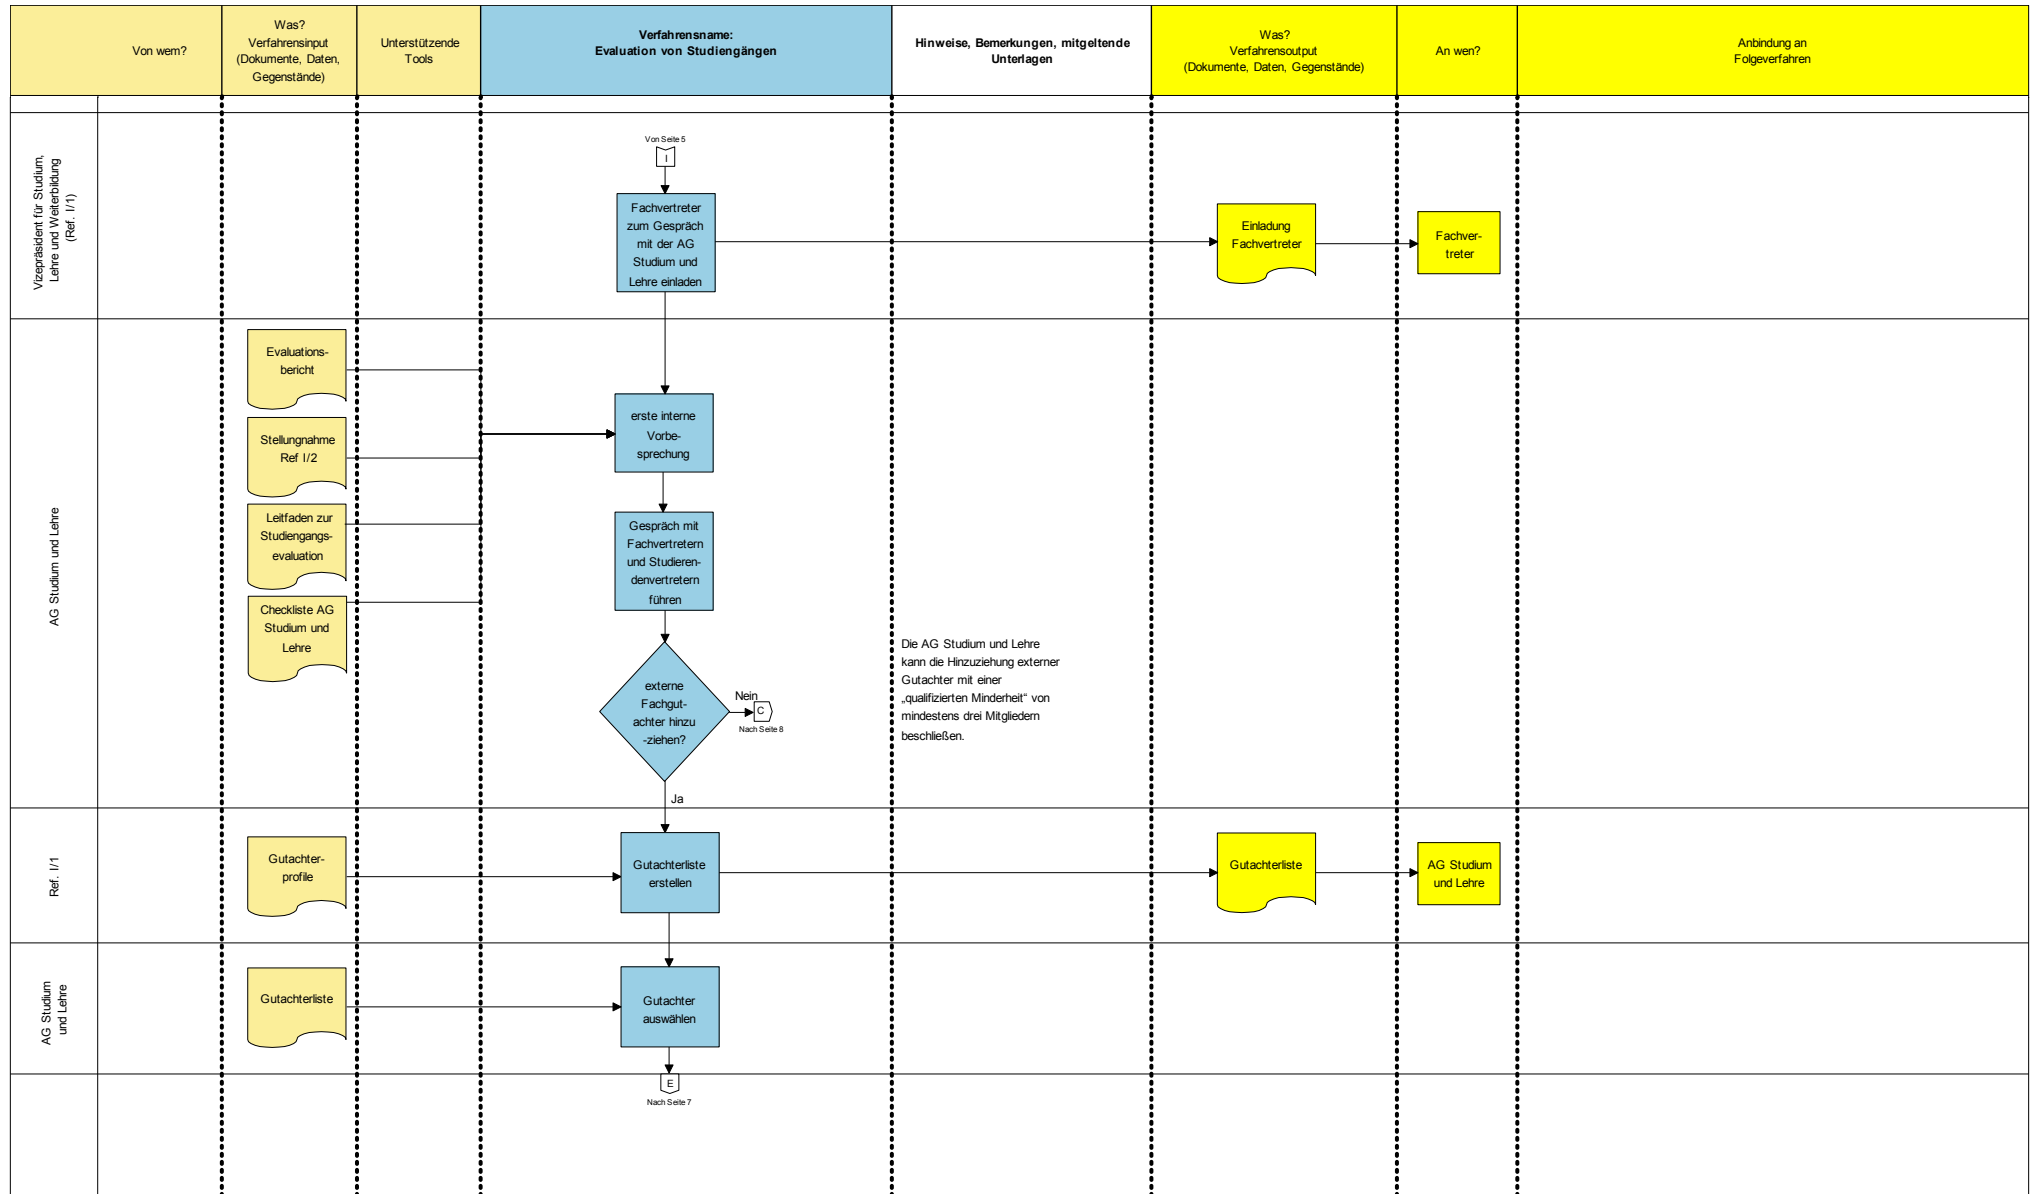 Von wem?
Was?
Verfahrensinput
(Dokumente, Daten,
Gegenstände)
Unterstützende
Tools
Verfahrensname:
Evaluation von Studiengängen
Hinweise, Bemerkungen, mitgeltende
Unterlagen
Was?
Verfahrensoutput
(Dokumente, Daten, Gegenstände)
An wen?
Anbindung an
Folgeverfahren
Vizepräsident für Studium,
Lehre und Weiterbildung
(Ref. I/1)
Von Seite 5
I
Fachvertreter
zum Gespräch
mit der AG
Studium und
Lehre einladen
Einladung
Fachvertreter
Fachver-
treter
AG Studium und Lehre
Evaluations-
bericht
Stellungnahme
Ref I/2
Leitfaden zur
Studiengangs-
evaluation
Checkliste AG
Studium und
Lehre
erste interne
Vorbe-
sprechung
Gespräch mit
Fachvertretern
und Studieren-
denvertretern
führen
externe
Fachgut-
achter hinzu
-ziehen?
Nein
C
Nach Seite 8
Ja
Die AG Studium und Lehre
kann die Hinzuziehung externer
Gutachter mit einer
„qualifizierten Minderheit“ von
mindestens drei Mitgliedern
beschließen.
Ref. I/1
Gutachter-
profile
Gutachterliste
erstellen
Gutachterliste
AG Studium
und Lehre
AG Studium
und Lehre
Gutachterliste
Gutachter
auswählen
E
Nach Seite 7